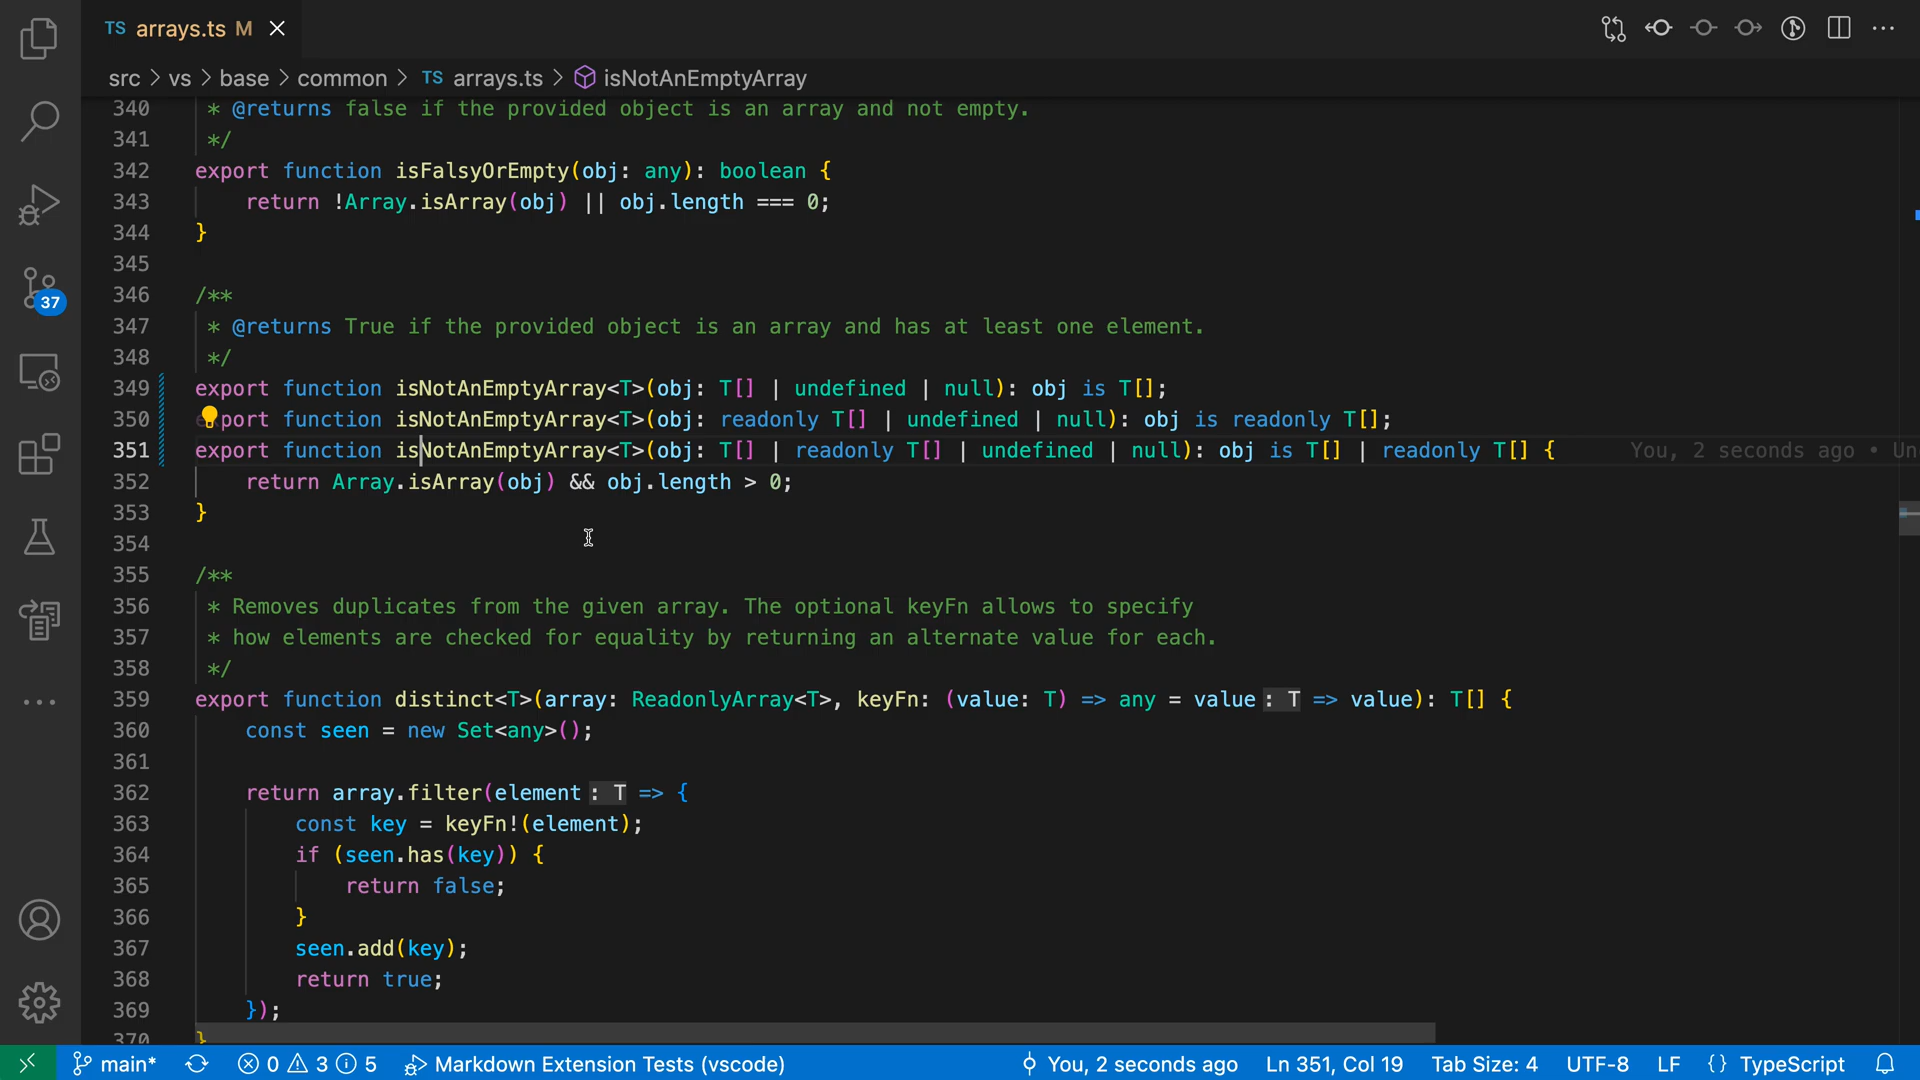 TS arrays.ts M
src > vs > base > common > TS arrays.ts > isNotAnEmptyArray
340 * @returns false if the provided object is an array and not empty.
341 */
342 export function isFalsyOrEmpty(obj: any): boolean {
343 return !Array.isArray(obj) || obj.length === 0;
344 }
345
346 /**
347 * @returns True if the provided object is an array and has at least one element.
348 */
349 export function isNotAnEmptyArray<T>(obj: T[] | undefined | null): obj is T[];
350 export function isNotAnEmptyArray<T>(obj: readonly T[] | undefined | null): obj is readonly T[];
351 export function isNotAnEmptyArray<T>(obj: T[] | readonly T[] | undefined | null): obj is T[] | readonly T[] { You, 2 seconds ago • Un
352 return Array.isArray(obj) && obj.length > 0;
353 }
354
355 /**
356 * Removes duplicates from the given array. The optional keyFn allows to specify
357 * how elements are checked for equality by returning an alternate value for each.
358 */
359 export function distinct<T>(array: ReadonlyArray<T>, keyFn: (value: T) => any = value: T => value): T[] {
360 const seen = new Set<any>();
361
362 return array.filter(element: T => {
363 const key = keyFn!(element);
364 if (seen.has(key)) {
365 return false;
366 }
367 seen.add(key);
368 return true;
369 });
370 }
37
main* 0 3 5 Markdown Extension Tests (vscode) You, 2 seconds ago Ln 351, Col 19 Tab Size: 4 UTF-8 LF {} TypeScript